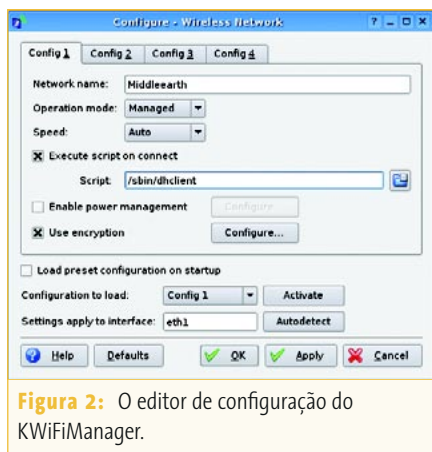 Configure - Wireless Network
Config 1 Config 2 Config 3 Config 4
Network name: Middleearth
Operation mode: Managed
Speed: Auto
Execute script on connect
Script: /sbin/dhclient
Enable power management Configure...
Use encryption Configure...
Load preset configuration on startup
Configuration to load: Config 1 Activate
Settings apply to interface: eth1 Autodetect
Help Defaults OK Apply Cancel
Figura 2: O editor de configuração do
KWiFiManager.